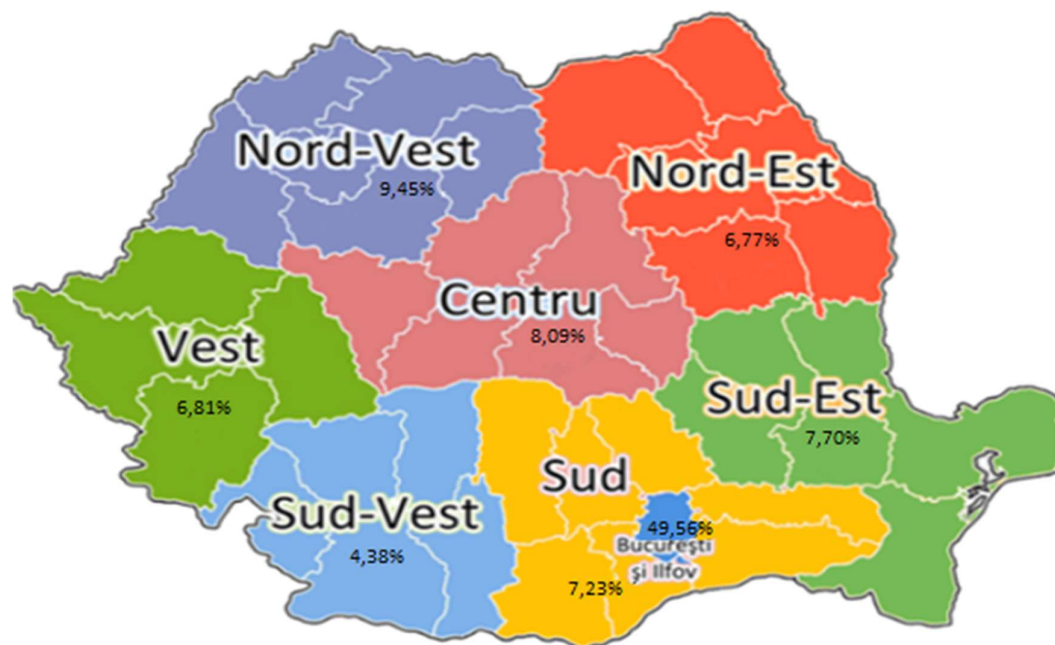 Nord-Vest
9,45%
Nord-Est
6,77%
Centru
8,09%
Vest
6,81%
Sud-Est
7,70%
Sud
Sud-Vest
4,38%
49,56%
București
și Ilfov
7,23%